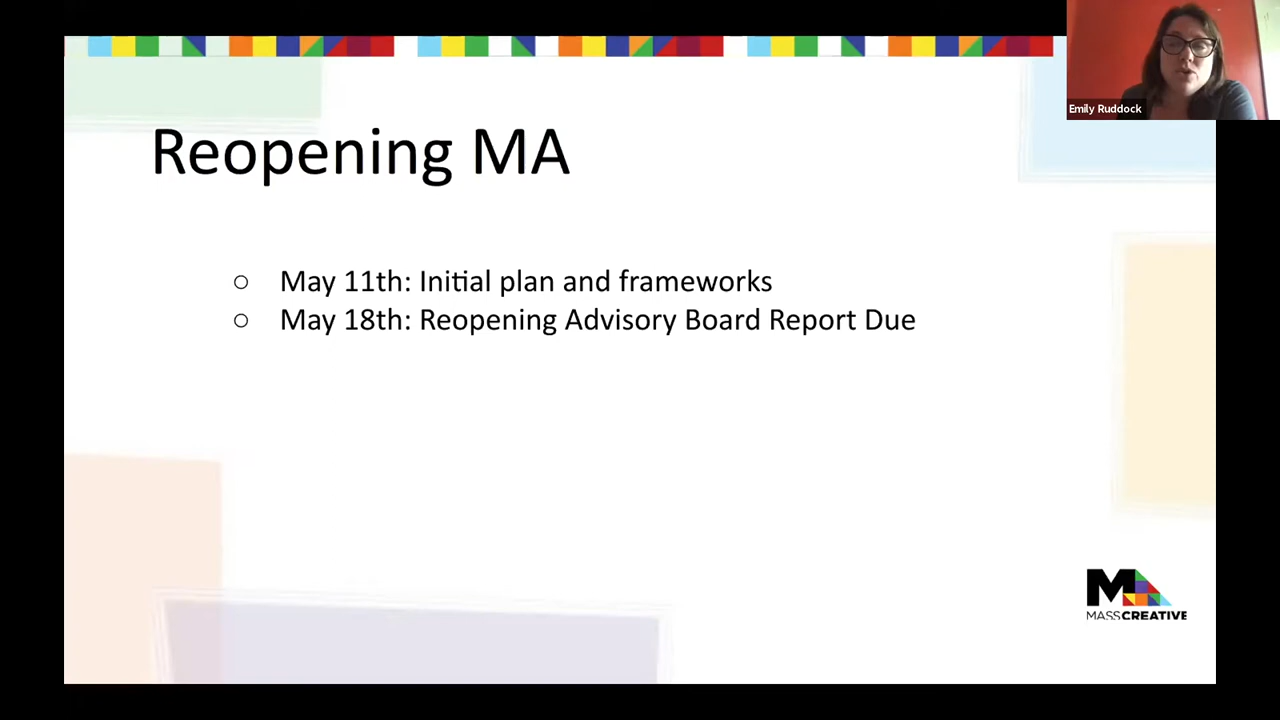 Emily Ruddock
Reopening MA
○ May 11th: Initial plan and frameworks
○ May 18th: Reopening Advisory Board Report Due
M
MASSCREATIVE